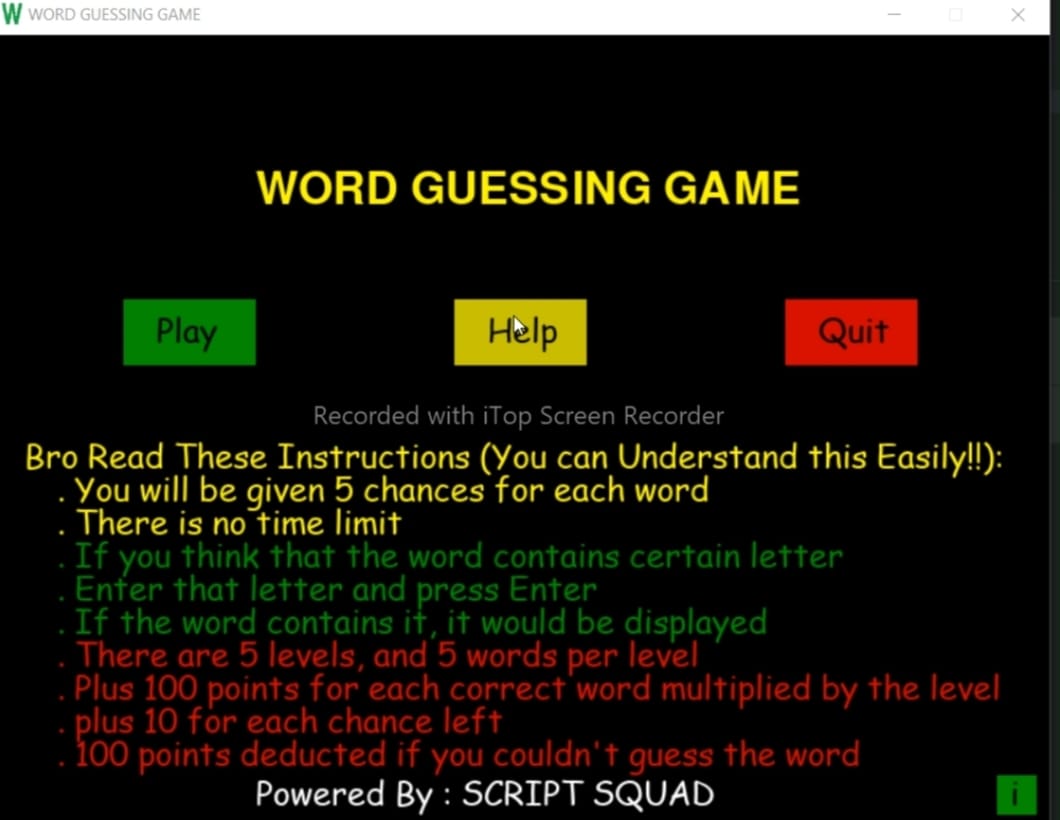 W WORD GUESSING GAME
WORD GUESSING GAME
Play Help Quit
Recorded with iTop Screen Recorder
Bro Read These Instructions (You can Understand this Easily!!):
. You will be given 5 chances for each word
. There is no time limit
. If you think that the word contains certain letter
. Enter that letter and press Enter
. If the word contains it, it would be displayed
. There are 5 levels, and 5 words per level
. Plus 100 points for each correct word multiplied by the level
. plus 10 for each chance left
. 100 points deducted if you couldn't guess the word
Powered By : SCRIPT SQUAD
i